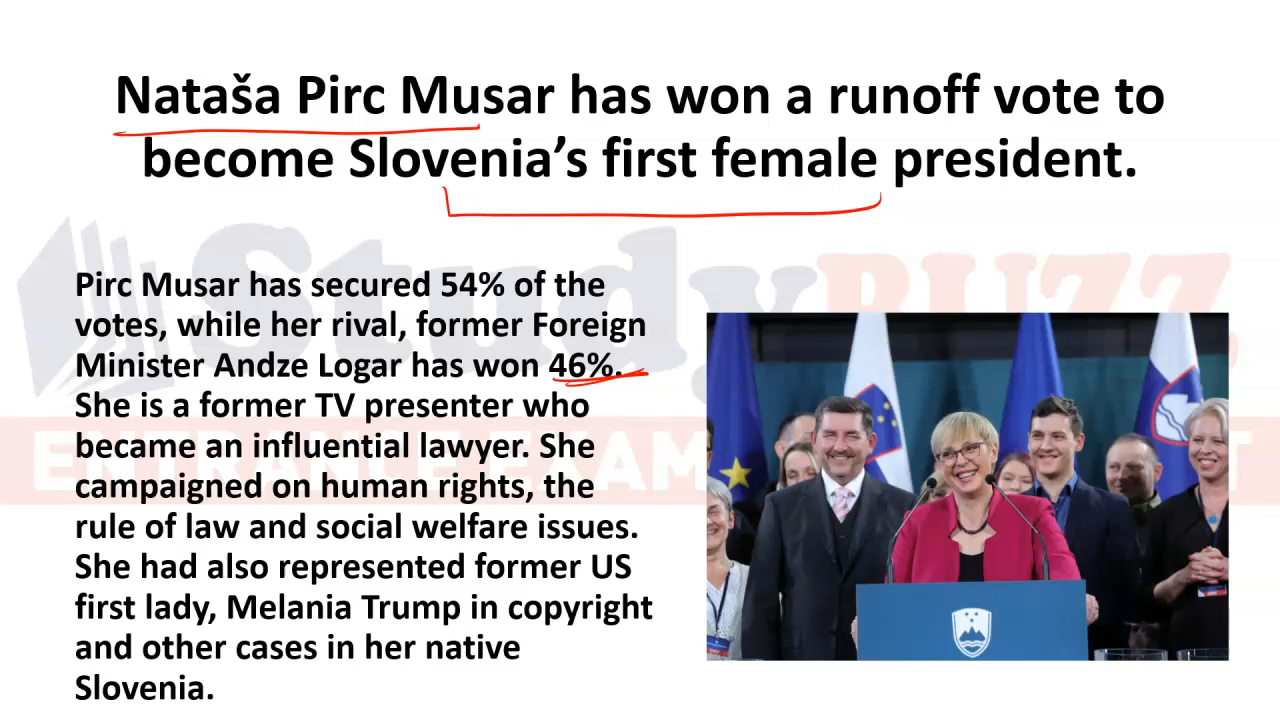 Nataša Pirc Musar has won a runoff vote to
become Slovenia’s first female president.
StudyBUZZ
Pirc Musar has secured 54% of the
votes, while her rival, former Foreign
Minister Andze Logar has won 46%.
She is a former TV presenter who
became an influential lawyer. She
campaigned on human rights, the
rule of law and social welfare issues.
She had also represented former US
first lady, Melania Trump in copyright
and other cases in her native
Slovenia.